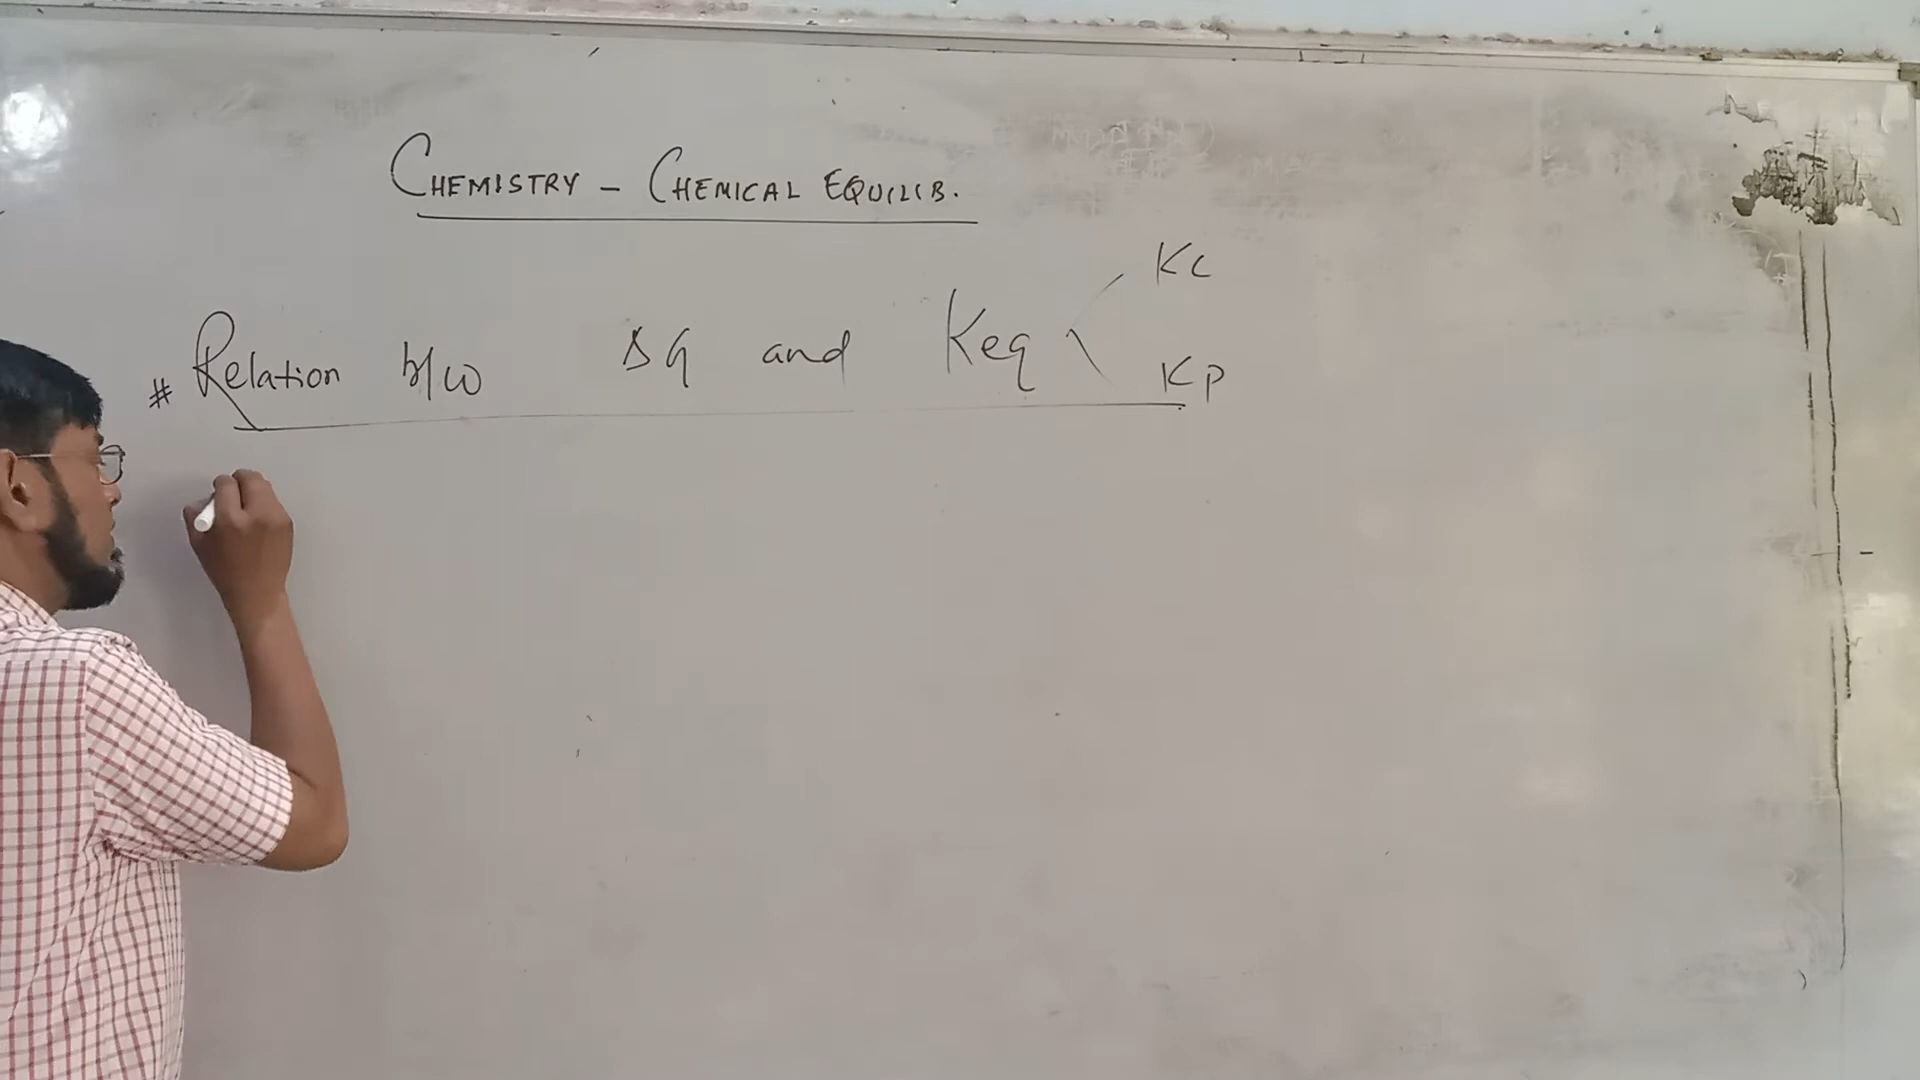 CHEMISTRY - CHEMICAL EQUILIB.
# Relation b/w ΔG and Keq
Kc
Kp